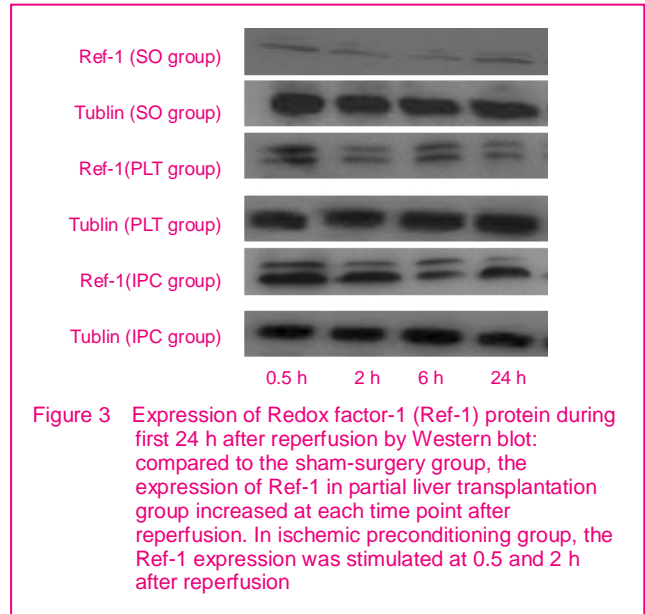 Ref-1 (SO group)
Tublin (SO group)
Ref-1(PLT group)
Tublin (PLT group)
Ref-1(IPC group)
Tublin (IPC group)
0.5 h 2 h 6 h 24 h
Figure 3 Expression of Redox factor-1 (Ref-1) protein during
first 24 h after reperfusion by Western blot:
compared to the sham-surgery group, the
expression of Ref-1 in partial liver transplantation
group increased at each time point after
reperfusion. In ischemic preconditioning group, the
Ref-1 expression was stimulated at 0.5 and 2 h
after reperfusion